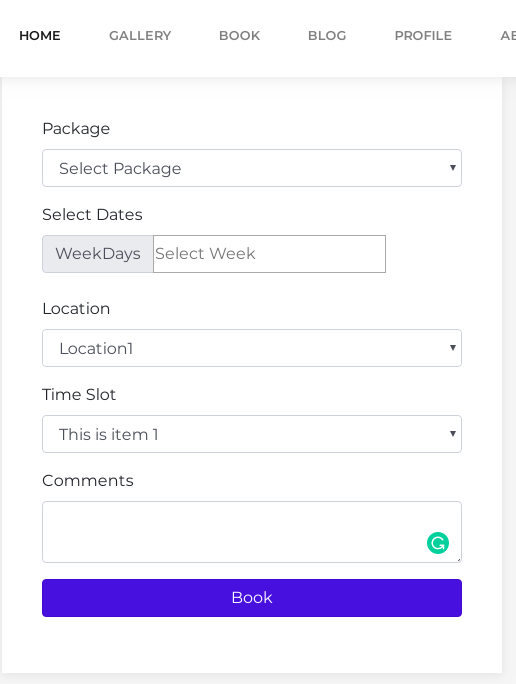 HOME GALLERY BOOK BLOG PROFILE
Package
Select Package
Select Dates
WeekDays Select Week
Location
Location1
Time Slot
This is item 1
Comments
Book